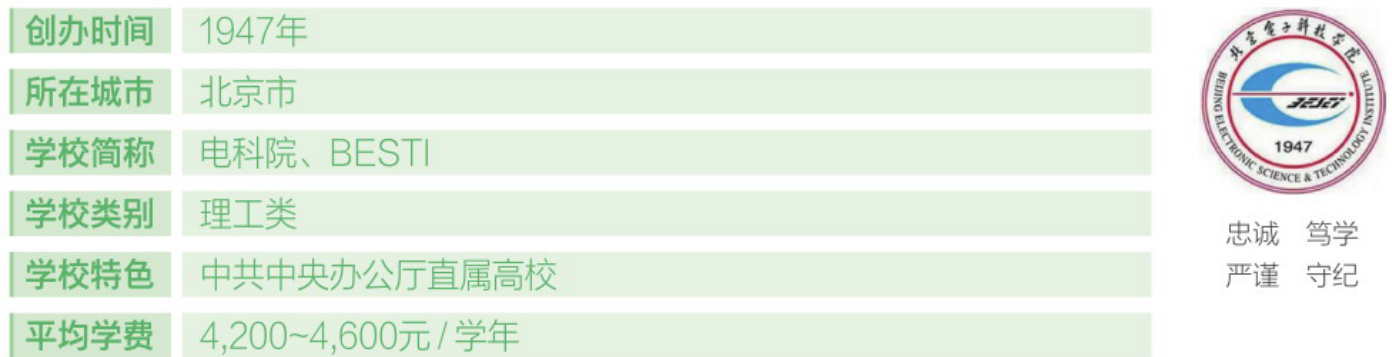 创办时间 1947年
所在城市 北京市
学校简称 电科院、BESTI
学校类别 理工类
学校特色 中共中央办公厅直属高校
平均学费 4,200~4,600元 / 学年
北京電子科技学院
BEIJING ELECTRONIC SCIENCE & TECHNOLOGY INSTITUTE
BESTI
1947
忠诚 笃学
严谨 守纪